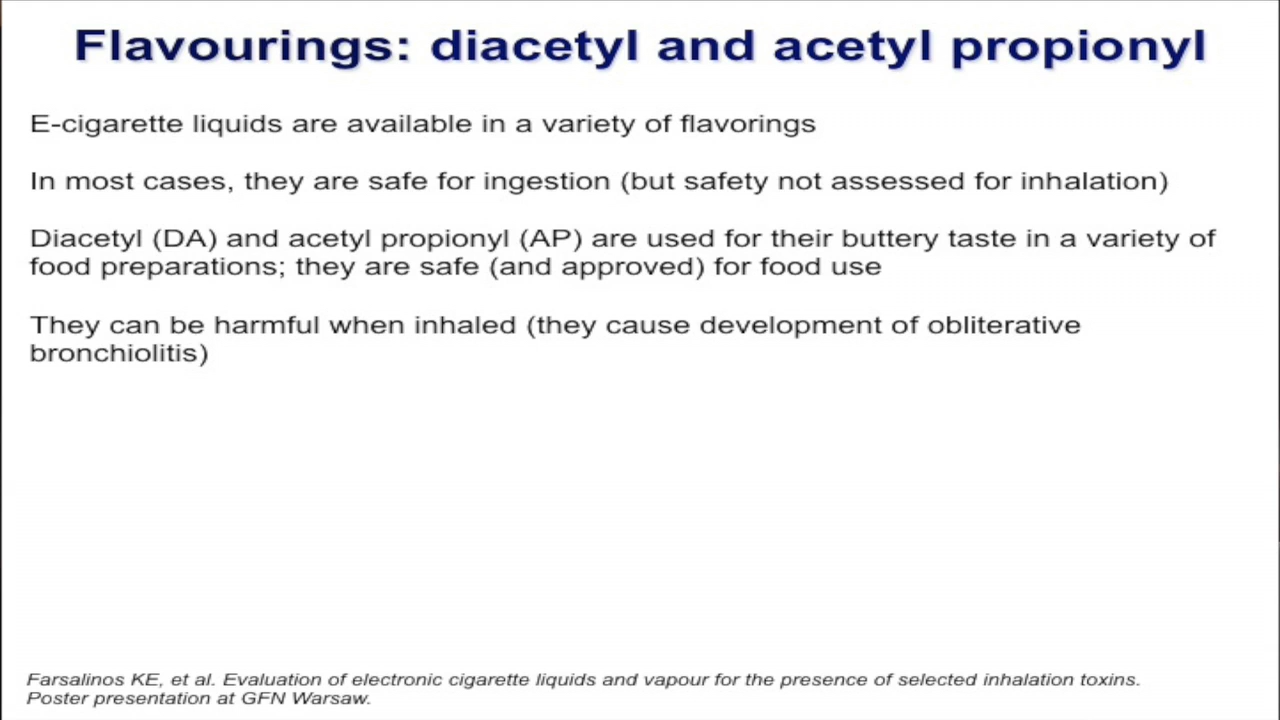 Flavourings: diacetyl and acetyl propionyl
E-cigarette liquids are available in a variety of flavorings
In most cases, they are safe for ingestion (but safety not assessed for inhalation)
Diacetyl (DA) and acetyl propionyl (AP) are used for their buttery taste in a variety of
food preparations; they are safe (and approved) for food use
They can be harmful when inhaled (they cause development of obliterative
bronchiolitis)
Farsalinos KE, et al. Evaluation of electronic cigarette liquids and vapour for the presence of selected inhalation toxins.
Poster presentation at GFN Warsaw.